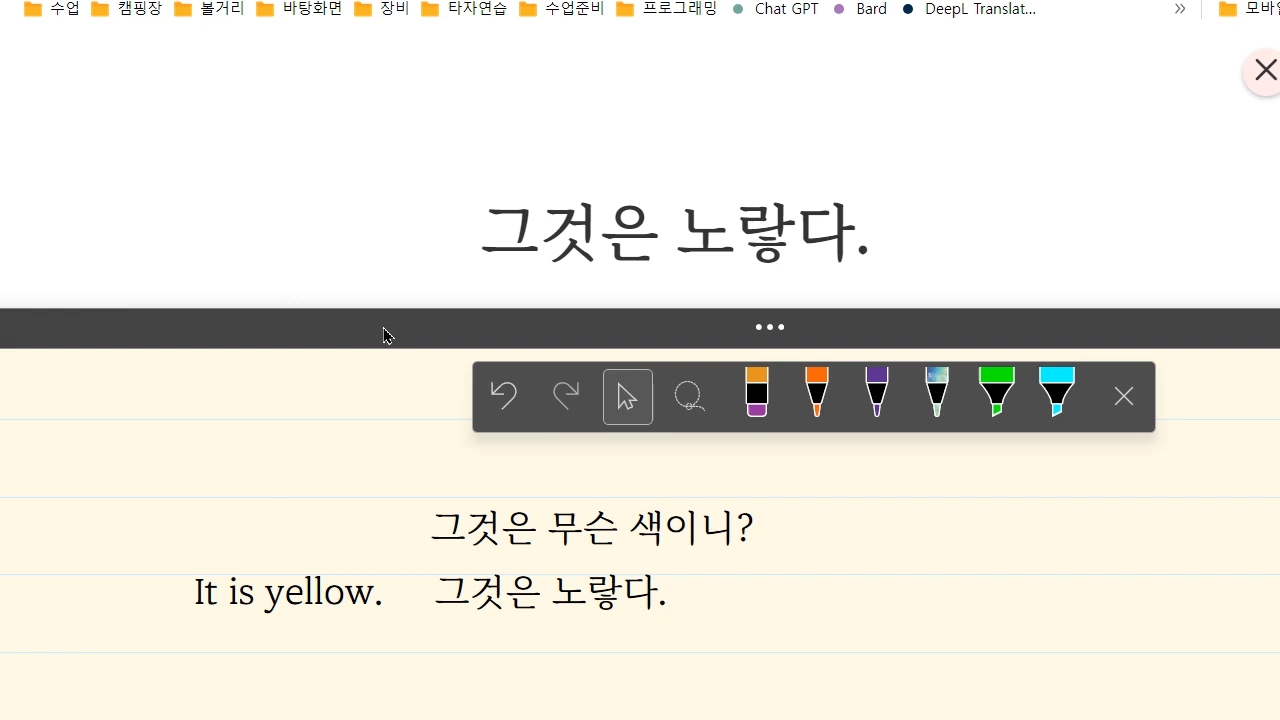 수업 캠핑장 볼거리 바탕화면 장비 타자연습 수업준비 프로그래밍 Chat GPT Bard DeepL Translat... »
그것은 노랗다.
그것은 무슨 색이니?
It is yellow. 그것은 노랗다.